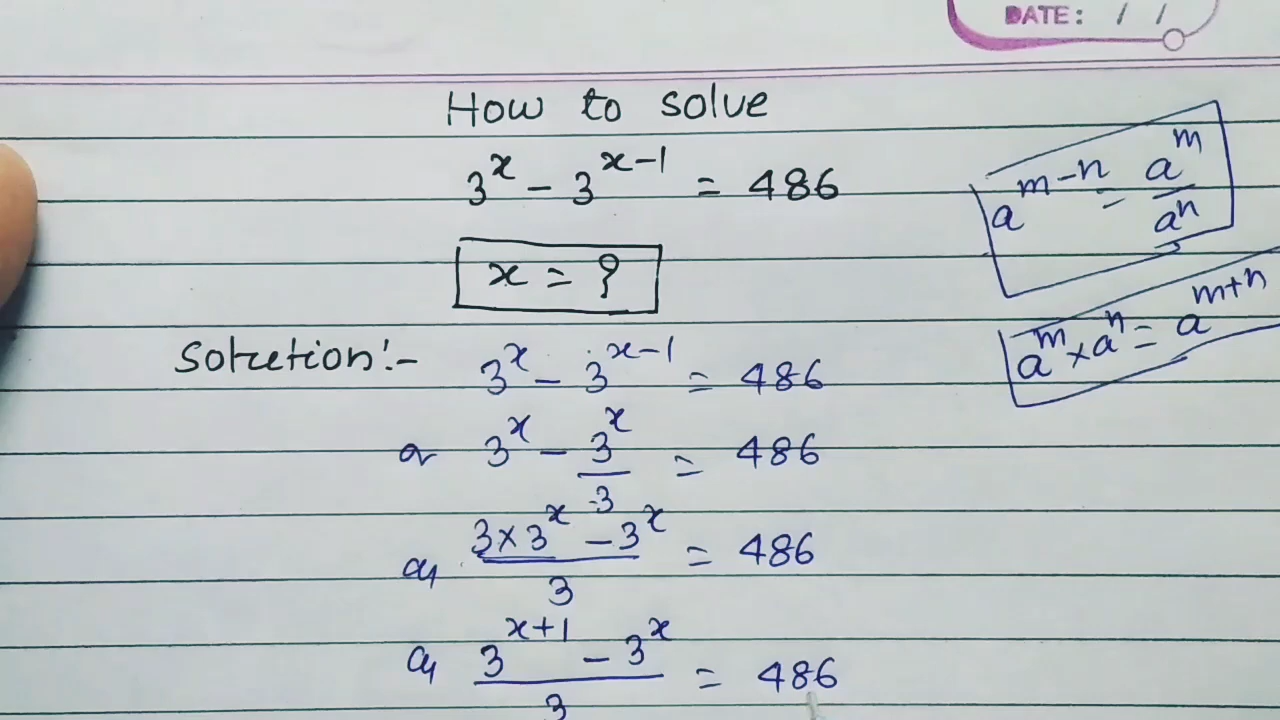 DATE: / /
How to solve
3^x - 3^(x-1) = 486
x = ?
a^(m-n) = a^m/a^n
a^m × a^n = a^(m+n)
Solution:- 3^x - 3^(x-1) = 486
or 3^x - 3^x/3 = 486
or (3×3^x - 3^x)/3 = 486
or (3^(x+1) - 3^x)/3 = 486